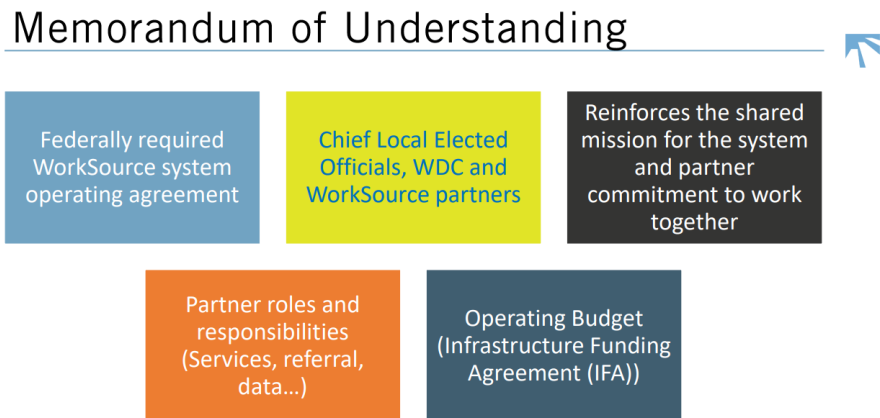 Memorandum of Understanding
Federally required
WorkSource system
operating agreement
Chief Local Elected
Officials, WDC and
WorkSource partners
Reinforces the shared
mission for the system
and partner
commitment to work
together
Partner roles and
responsibilities
(Services, referral,
data...)
Operating Budget
(Infrastructure Funding
Agreement (IFA))